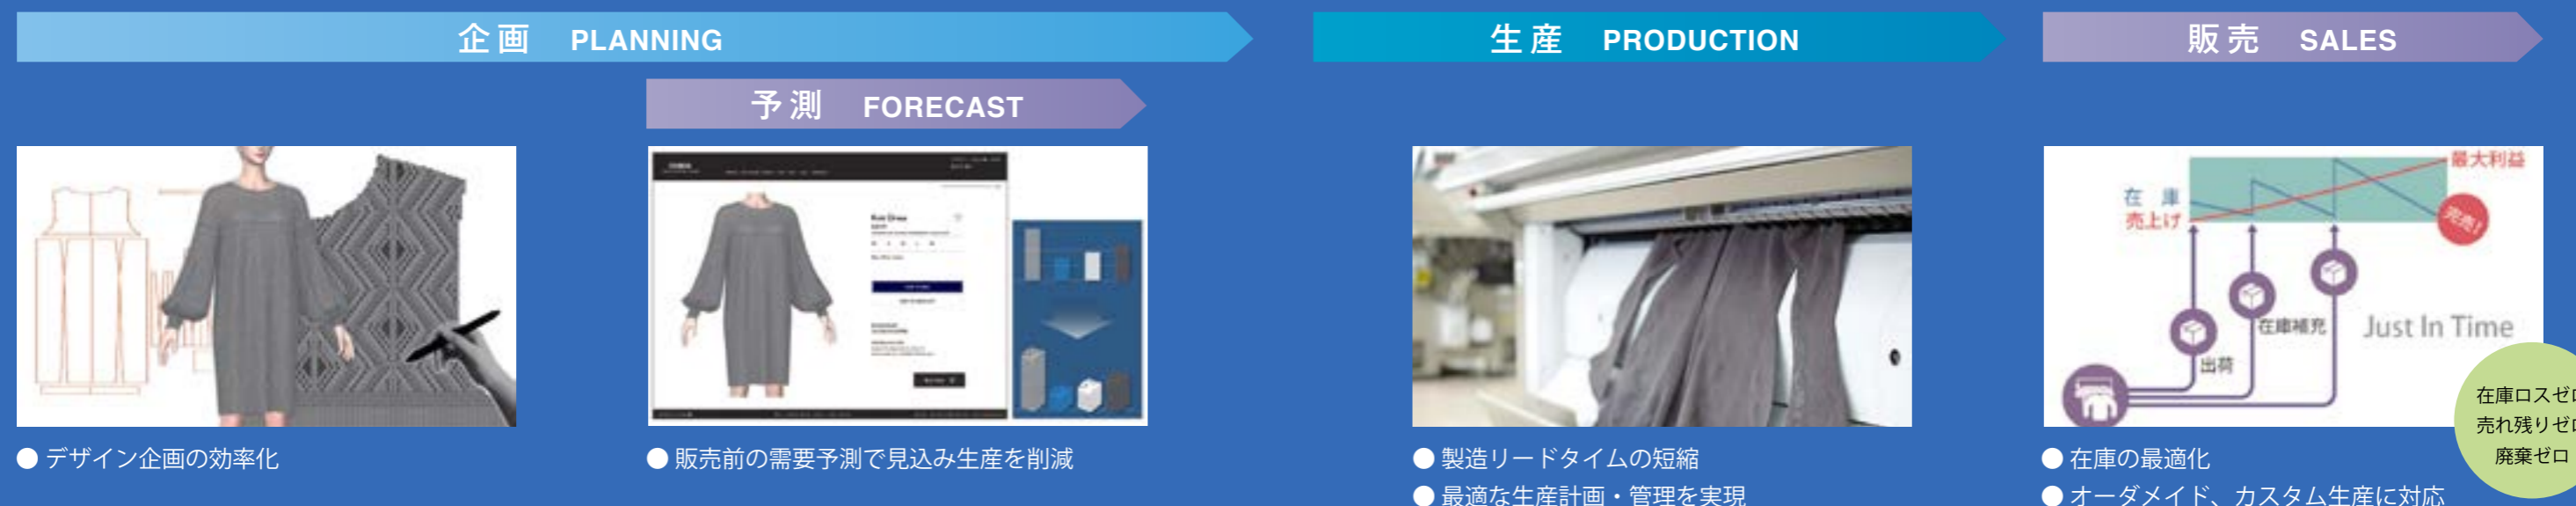 企画 PLANNING
生産 PRODUCTION
販売 SALES
予測 FORECAST
最大利益
在 庫
売上げ
完売!
在庫補充
Just In Time
出荷
在庫ロスゼロ
売れ残りゼロ
廃棄ゼロ
● デザイン企画の効率化
● 販売前の需要予測で見込み生産を削減
● 製造リードタイムの短縮
● 最適な生産計画・管理を実現
● 在庫の最適化
● オーダメイド、カスタム生産に対応